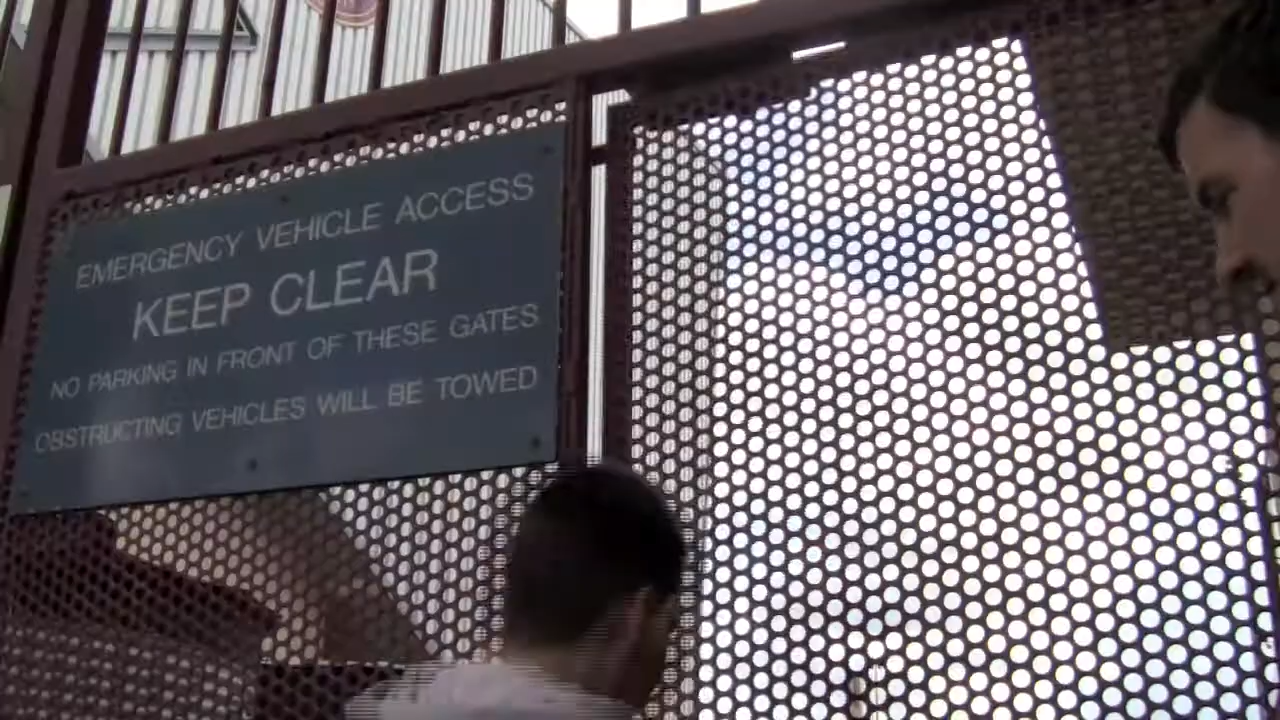 EMERGENCY VEHICLE ACCESS
KEEP CLEAR
NO PARKING IN FRONT OF THESE GATES
OBSTRUCTING VEHICLES WILL BE TOWED